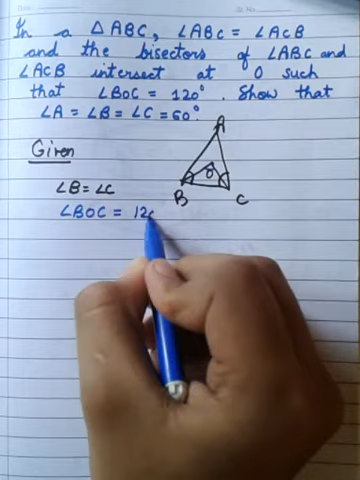 In a △ABC, ∠ABC = ∠ACB
and the bisectors of ∠ABC and
∠ACB intersect at O such
that ∠BOC = 120°. Show that
∠A = ∠B = ∠C = 60°.
Given
∠B = ∠C
∠BOC = 12
A
O
B
C